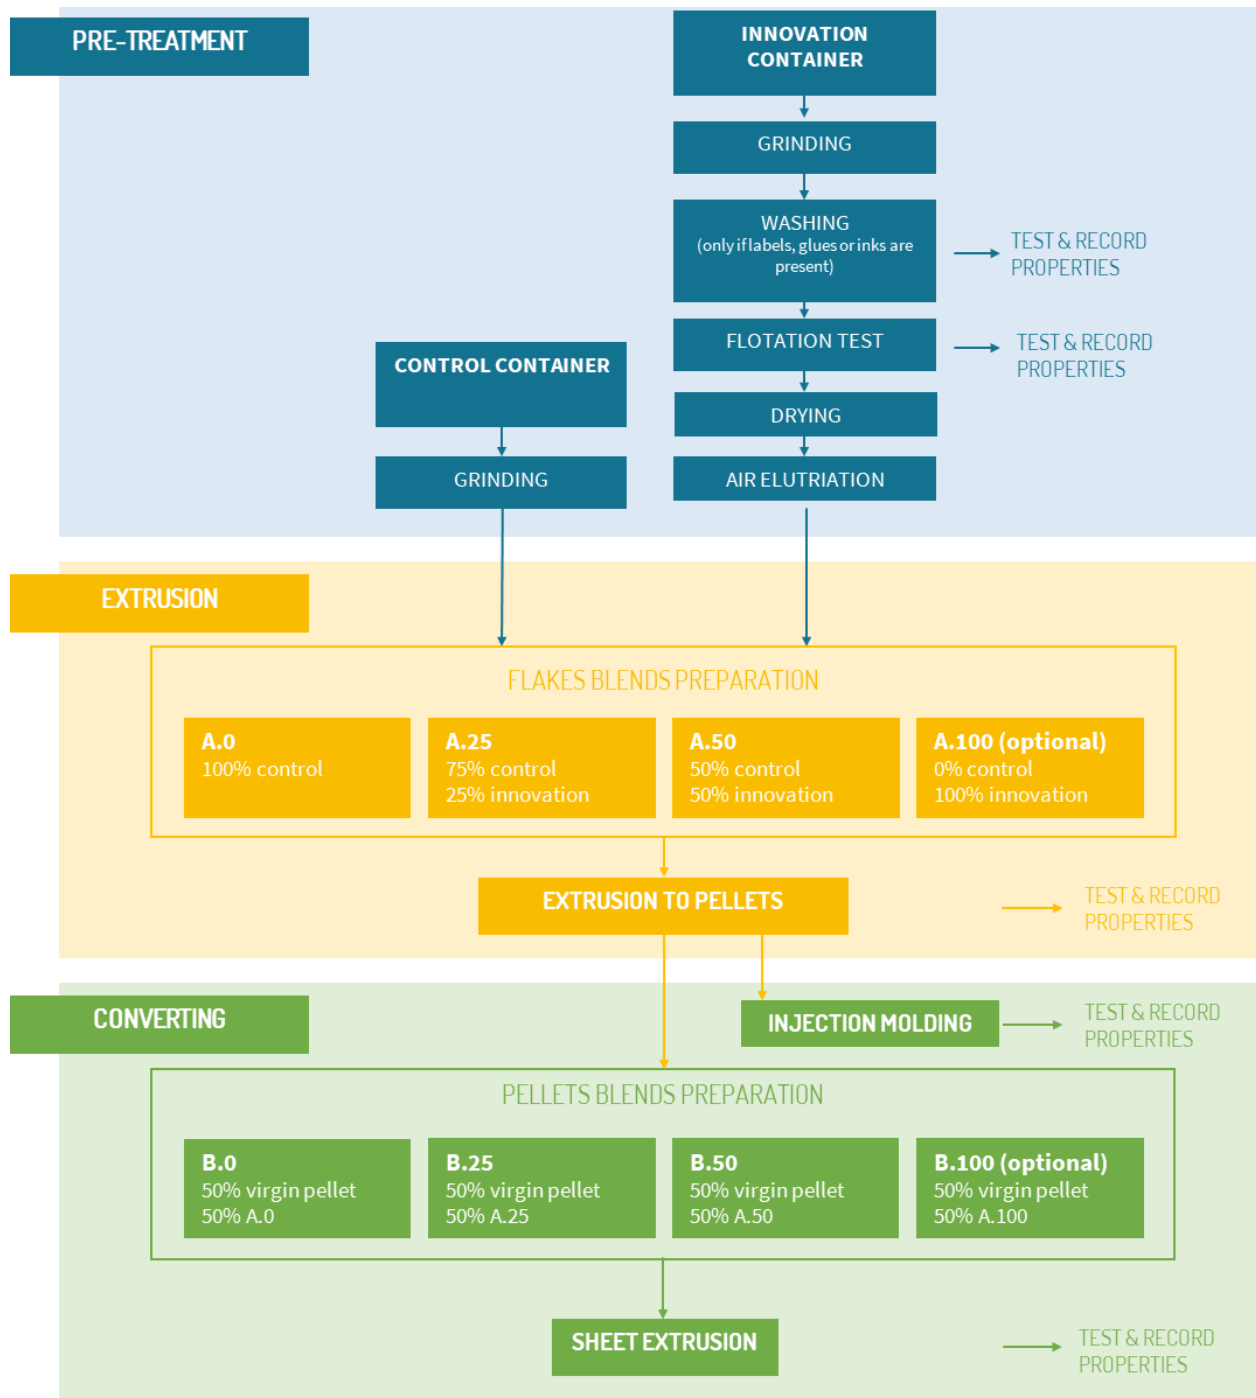 PRE-TREATMENT
INNOVATION
CONTAINER
GRINDING
WASHING
(only if labels, glues or inks are
present)
TEST & RECORD
PROPERTIES
FLOTATION TEST
TEST & RECORD
PROPERTIES
CONTROL CONTAINER
DRYING
GRINDING
AIR ELUTRIATION
EXTRUSION
FLAKES BLENDS PREPARATION
A.0
100% control
A.25
75% control
25% innovation
A.50
50% control
50% innovation
A.100 (optional)
0% control
100% innovation
EXTRUSION TO PELLETS
TEST & RECORD
PROPERTIES
CONVERTING
INJECTION MOLDING
TEST & RECORD
PROPERTIES
PELLETS BLENDS PREPARATION
B.0
50% virgin pellet
50% A.0
B.25
50% virgin pellet
50% A.25
B.50
50% virgin pellet
50% A.50
B.100 (optional)
50% virgin pellet
50% A.100
SHEET EXTRUSION
TEST & RECORD
PROPERTIES